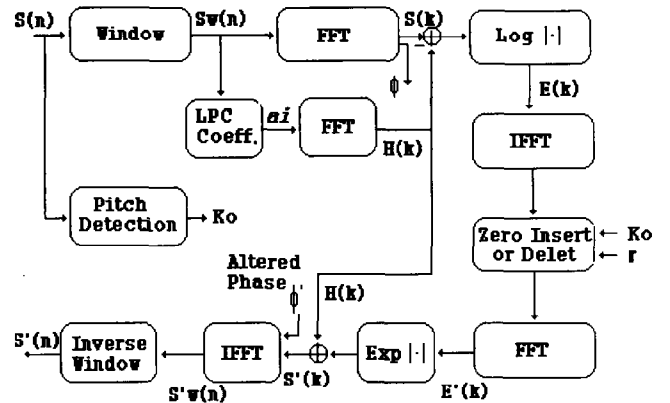 S(n)
Window
Sw(n)
FFT
S(k)
−
Log |·|
ϕ
E(k)
LPC
Coeff.
ai
FFT
H(k)
IFFT
Pitch
Detection
Ko
Zero Insert
or Delet
Ko
r
Altered
Phase
ϕ'
H(k)
S'(n)
Inverse
Window
S'w(n)
IFFT
S'(k)
Exp |·|
E'(k)
FFT